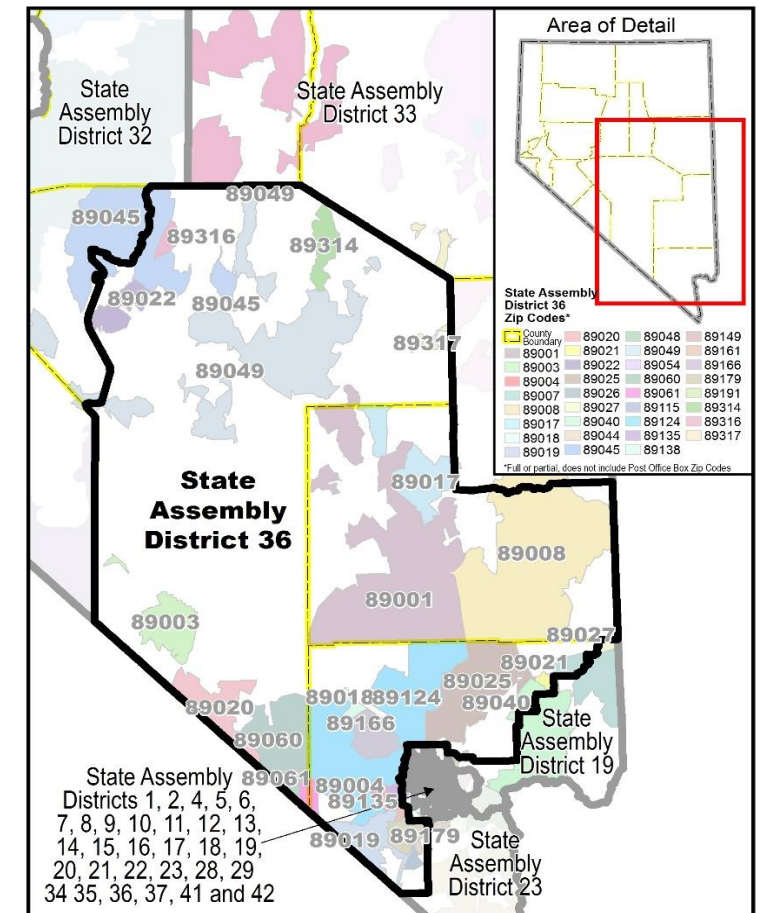 Area of Detail
State
Assembly
District 32
State Assembly
District 33
89049
89045
89316
89314
89022
89045
89317
89049
State Assembly
District 36
Zip Codes*
County
Boundary
89001
89003
89004
89007
89008
89017
89018
89019
89020
89021
89022
89025
89026
89027
89040
89044
89045
89048
89049
89054
89060
89061
89115
89124
89135
89138
89149
89161
89166
89179
89191
89314
89316
89317
*Full or partial, does not include Post Office Box Zip Codes
State
Assembly
District 36
89017
89008
89001
89003
89027
89021
89025
89018
89124
89040
89020
89166
89060
State
Assembly
District 19
89061
89004
89135
State Assembly
Districts 1, 2, 4, 5, 6,
7, 8, 9, 10, 11, 12, 13,
14, 15, 16, 17, 18, 19,
20, 21, 22, 23, 28, 29
34 35, 36, 37, 41 and 42
89019
89179
State
Assembly
District 23